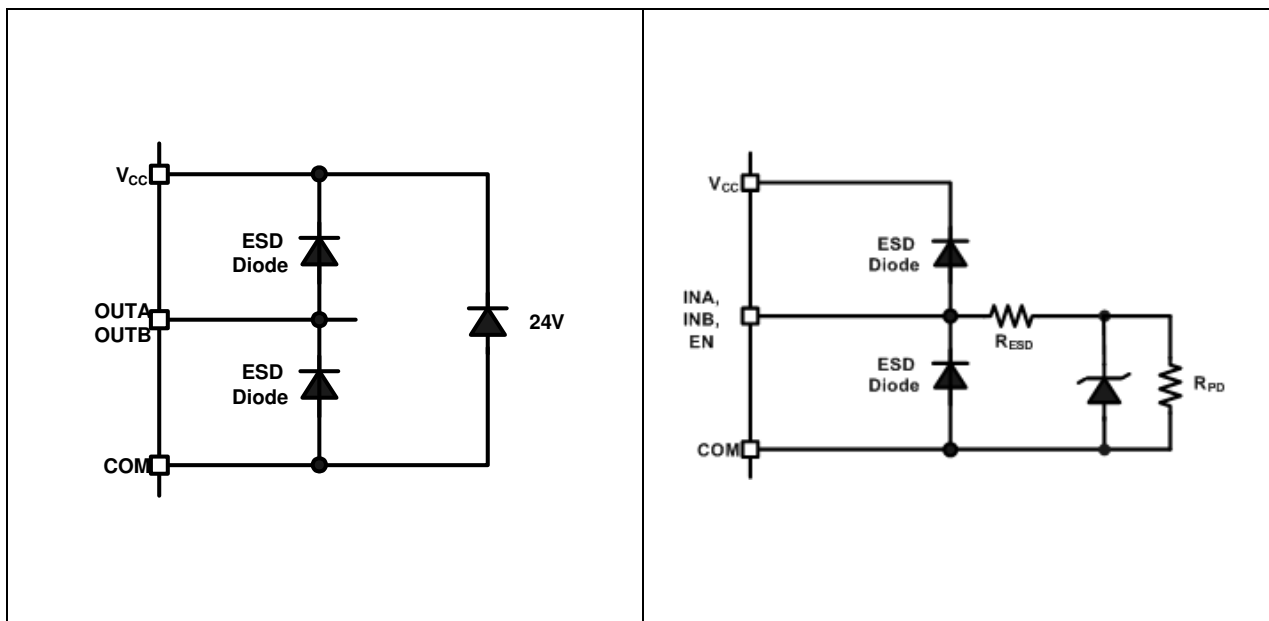 VCC
ESD
Diode
OUTA
OUTB
24V
ESD
Diode
COM
VCC
ESD
Diode
INA,
INB,
EN
RESD
ESD
Diode
RPD
COM